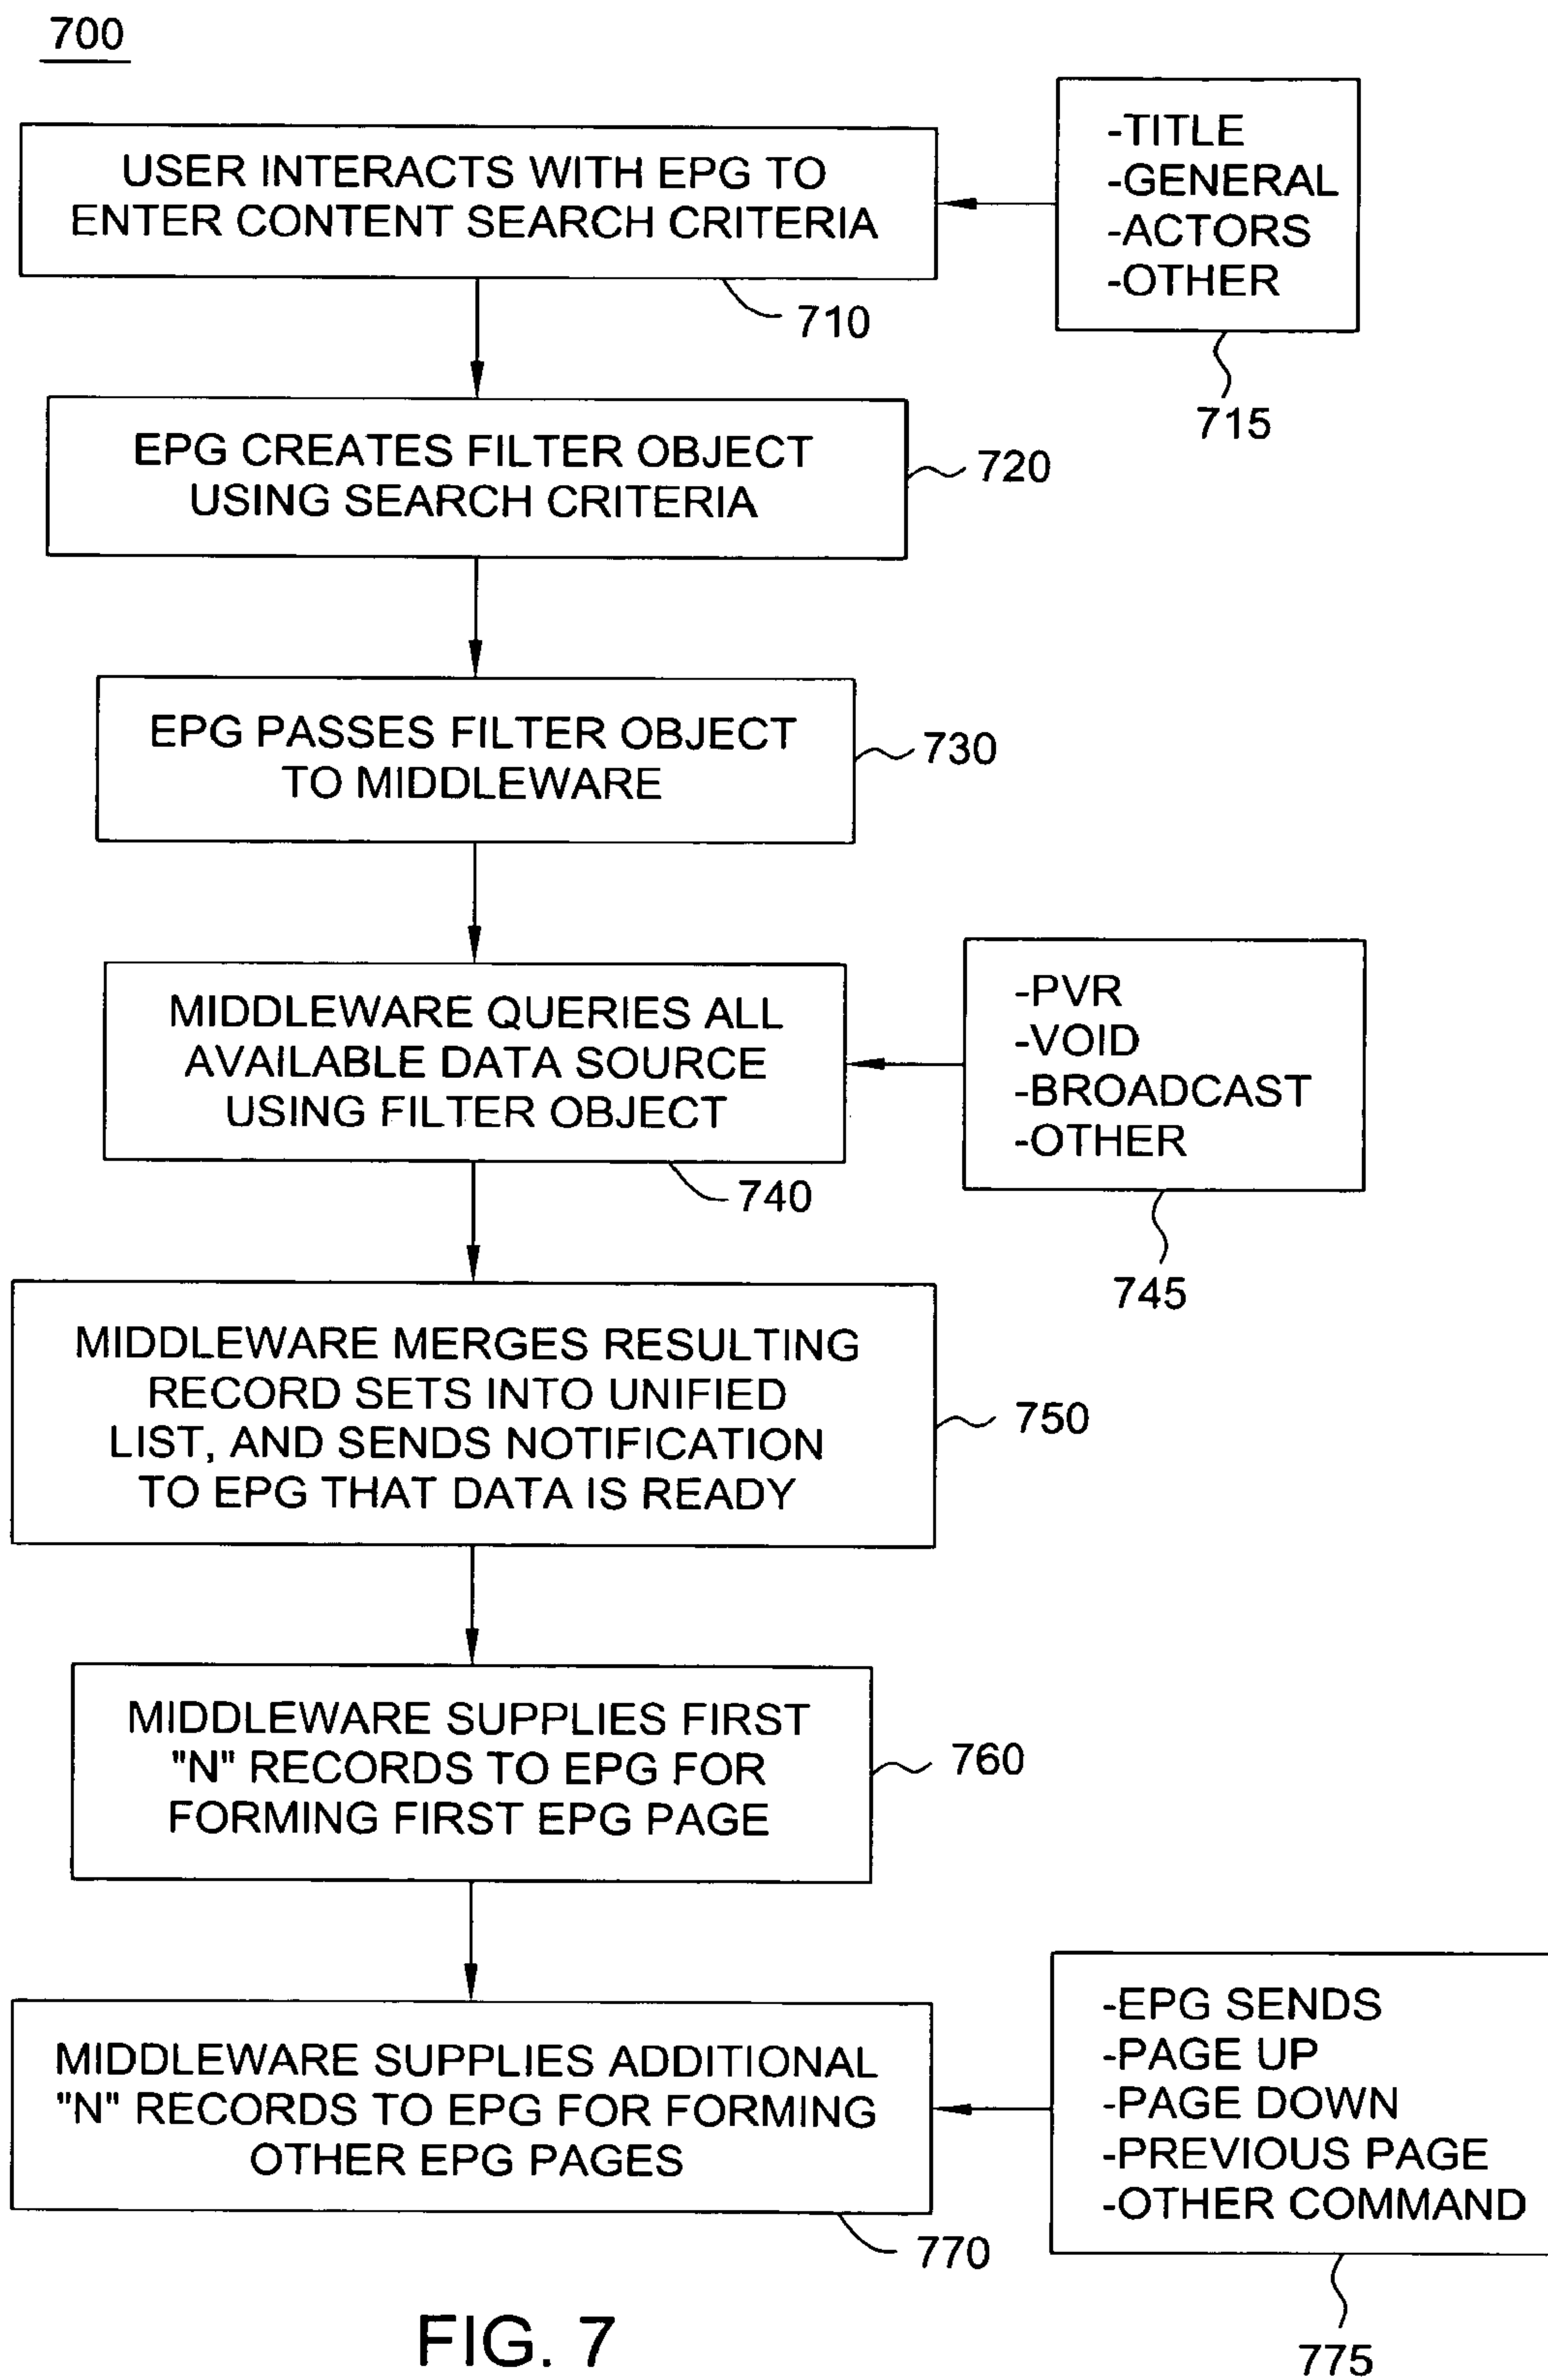 700
USER INTERACTS WITH EPG TO
ENTER CONTENT SEARCH CRITERIA
710
-TITLE
-GENERAL
-ACTORS
-OTHER
715
EPG CREATES FILTER OBJECT
USING SEARCH CRITERIA
720
EPG PASSES FILTER OBJECT
TO MIDDLEWARE
730
MIDDLEWARE QUERIES ALL
AVAILABLE DATA SOURCE
USING FILTER OBJECT
740
-PVR
-VOID
-BROADCAST
-OTHER
745
MIDDLEWARE MERGES RESULTING
RECORD SETS INTO UNIFIED
LIST, AND SENDS NOTIFICATION
TO EPG THAT DATA IS READY
750
MIDDLEWARE SUPPLIES FIRST
"N" RECORDS TO EPG FOR
FORMING FIRST EPG PAGE
760
MIDDLEWARE SUPPLIES ADDITIONAL
"N" RECORDS TO EPG FOR FORMING
OTHER EPG PAGES
770
-EPG SENDS
-PAGE UP
-PAGE DOWN
-PREVIOUS PAGE
-OTHER COMMAND
775
FIG. 7